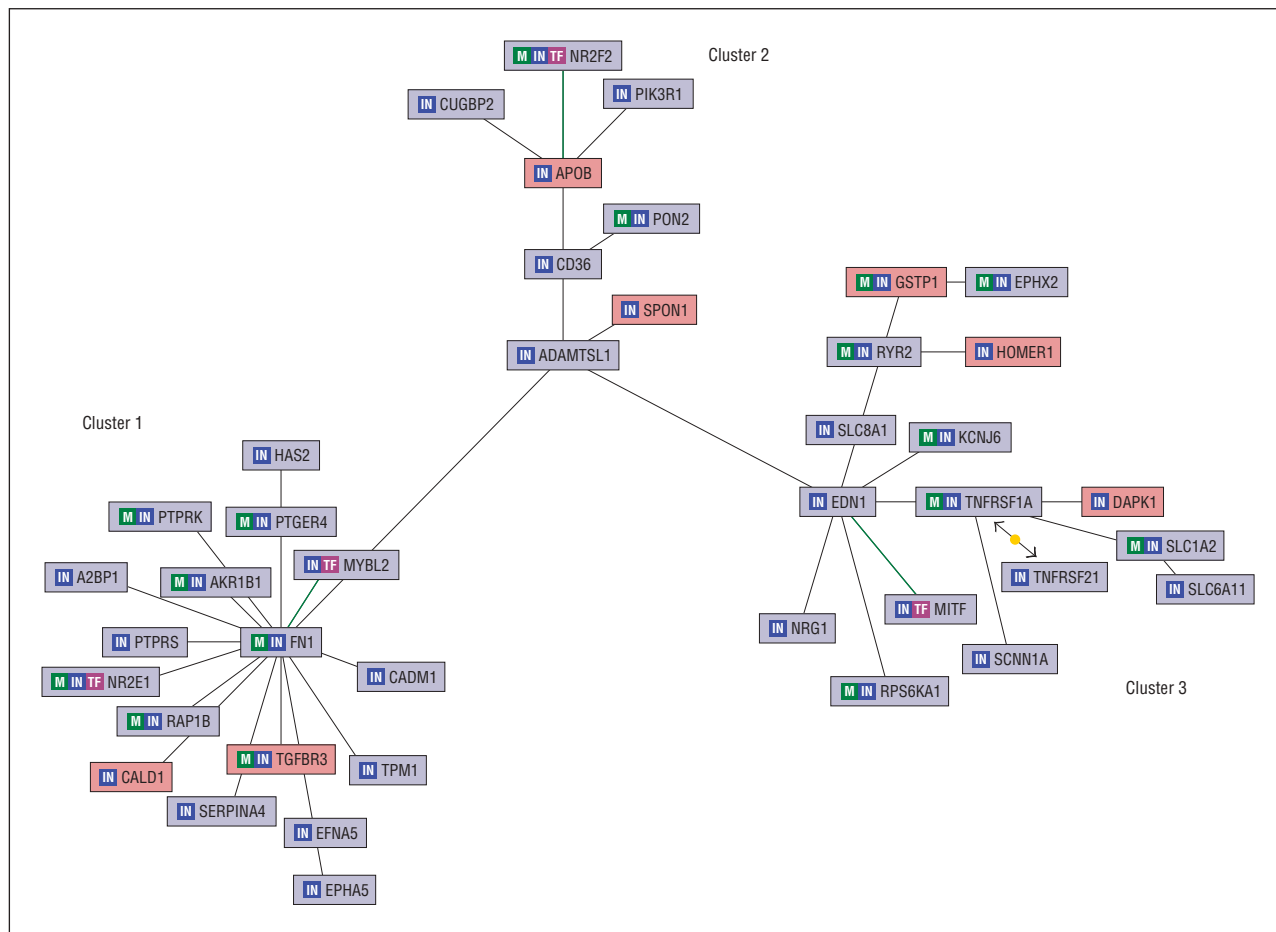 M IN TF NR2F2
Cluster 2
IN CUGBP2
IN PIK3R1
IN APOB
M IN PON2
IN CD36
M IN GSTP1
M IN EPHX2
IN SPON1
IN ADAMTSL1
M IN RYR2
IN HOMER1
Cluster 1
IN SLC8A1
M IN KCNJ6
IN HAS2
IN EDN1
M IN TNFRSF1A
IN DAPK1
M IN PTPRK
M IN PTGER4
M IN SLC1A2
IN TF MYBL2
IN A2BP1
M IN AKR1B1
IN TNFRSF21
IN SLC6A11
IN TF MITF
IN NRG1
IN PTPRS
M IN FN1
IN SCNN1A
M IN TF NR2E1
IN CADM1
M IN RPS6KA1
Cluster 3
M IN RAP1B
M IN TGFBR3
IN TPM1
IN CALD1
IN SERPINA4
IN EFNA5
IN EPHA5